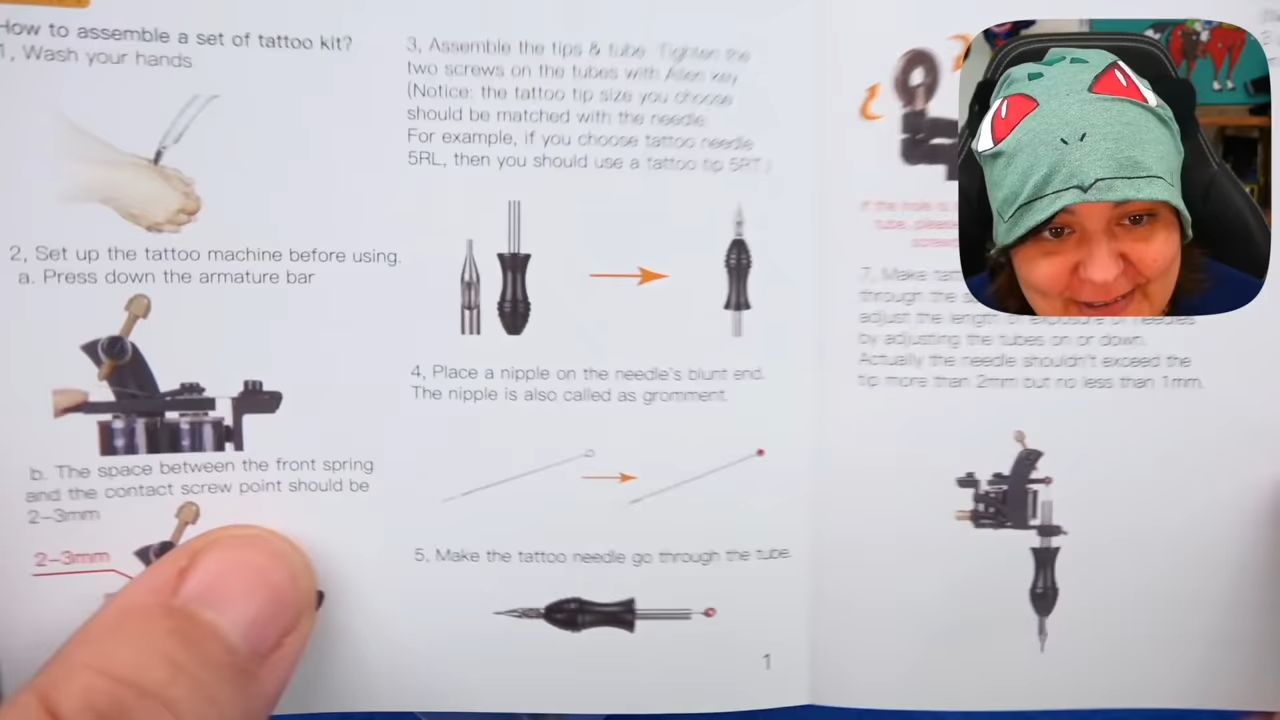 How to assemble a set of tattoo kit?
1, Wash your hands
2, Set up the tattoo machine before using.
a. Press down the armature bar
b. The space between the front spring
and the contact screw point should be
2-3mm
2-3mm
3, Assemble the tips & tube. Tighten the
two screws on the tubes with Allen key
(Notice: the tattoo tip size you choose
should be matched with the needle.
For example, if you choose tattoo needle
5RL, then you should use a tattoo tip 5RT.)
4, Place a nipple on the needle's blunt end.
The nipple is also called as gromment.
5, Make the tattoo needle go through the tube.
1
If the hole is
tube, please
7, Make
through the
adjust the length of exposure of needles
by adjusting the tubes on or down.
Actually the needle shouldn't exceed the
tip more than 2mm but no less than 1mm.